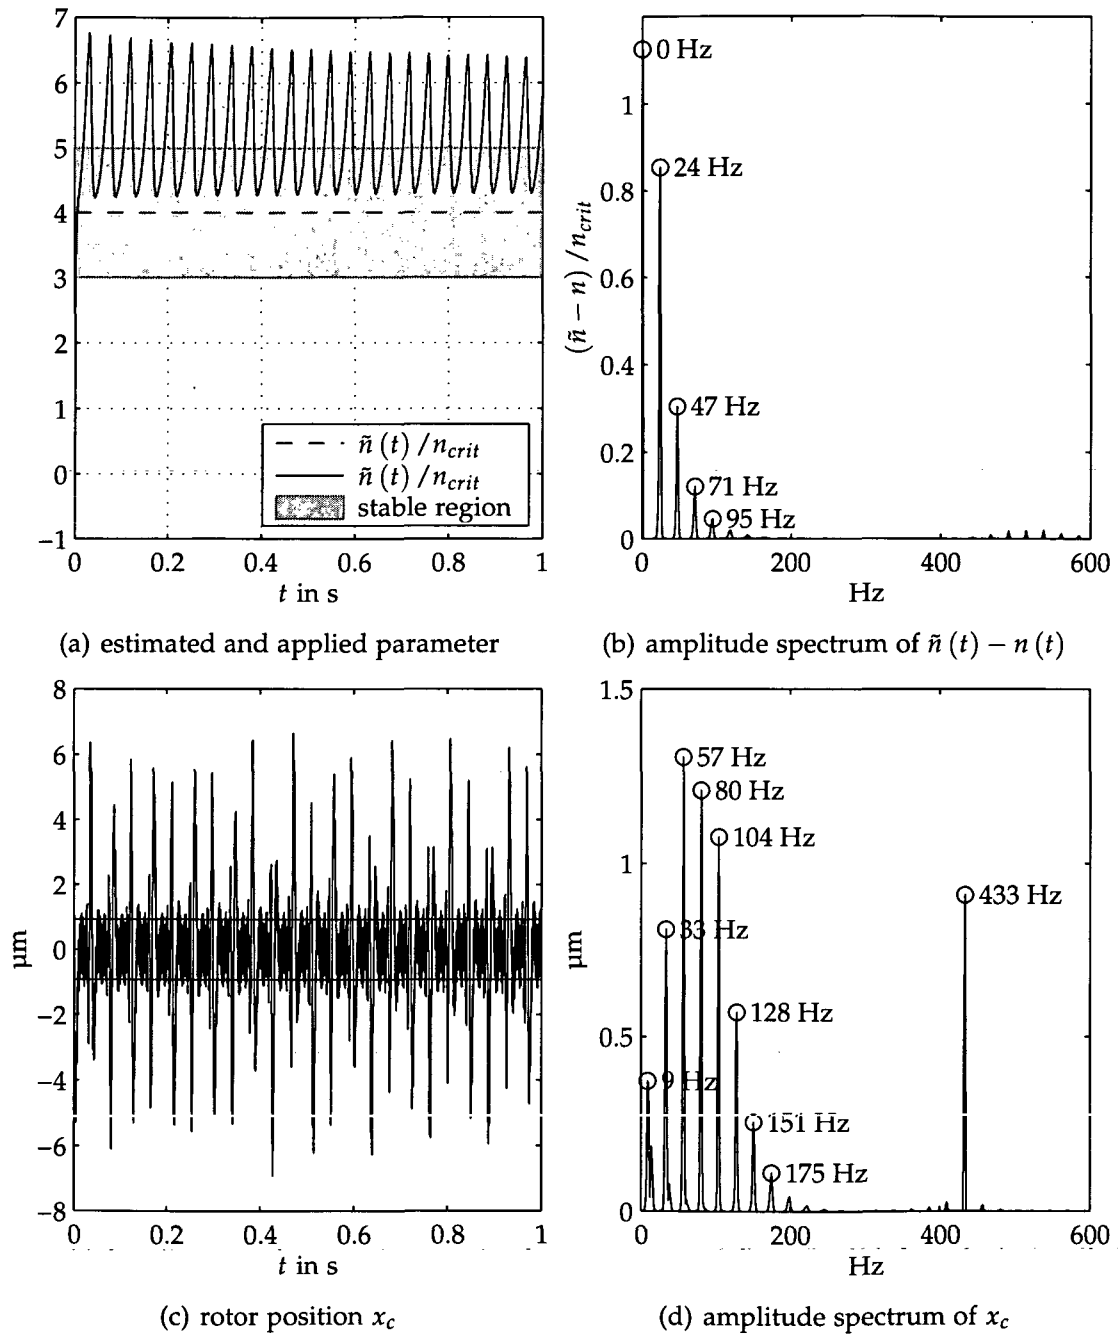 7
6
5
4
3
2
1
0
−1
0 0.2 0.4 0.6 0.8 1
t in s
− − − ñ (t) /n_crit
ñ (t) /n_crit
stable region
(a) estimated and applied parameter
(ñ − n) /n_crit
1
0.8
0.6
0.4
0.2
0
0 Hz
24 Hz
47 Hz
71 Hz
95 Hz
0 200 400 600
Hz
(b) amplitude spectrum of ñ (t) − n (t)
8
6
4
2
0
−2
−4
−6
−8
µm
0 0.2 0.4 0.6 0.8 1
t in s
(c) rotor position x_c
1.5
1
0.5
0
µm
57 Hz
80 Hz
104 Hz
433 Hz
33 Hz
128 Hz
9 Hz
151 Hz
175 Hz
0 200 400 600
Hz
(d) amplitude spectrum of x_c